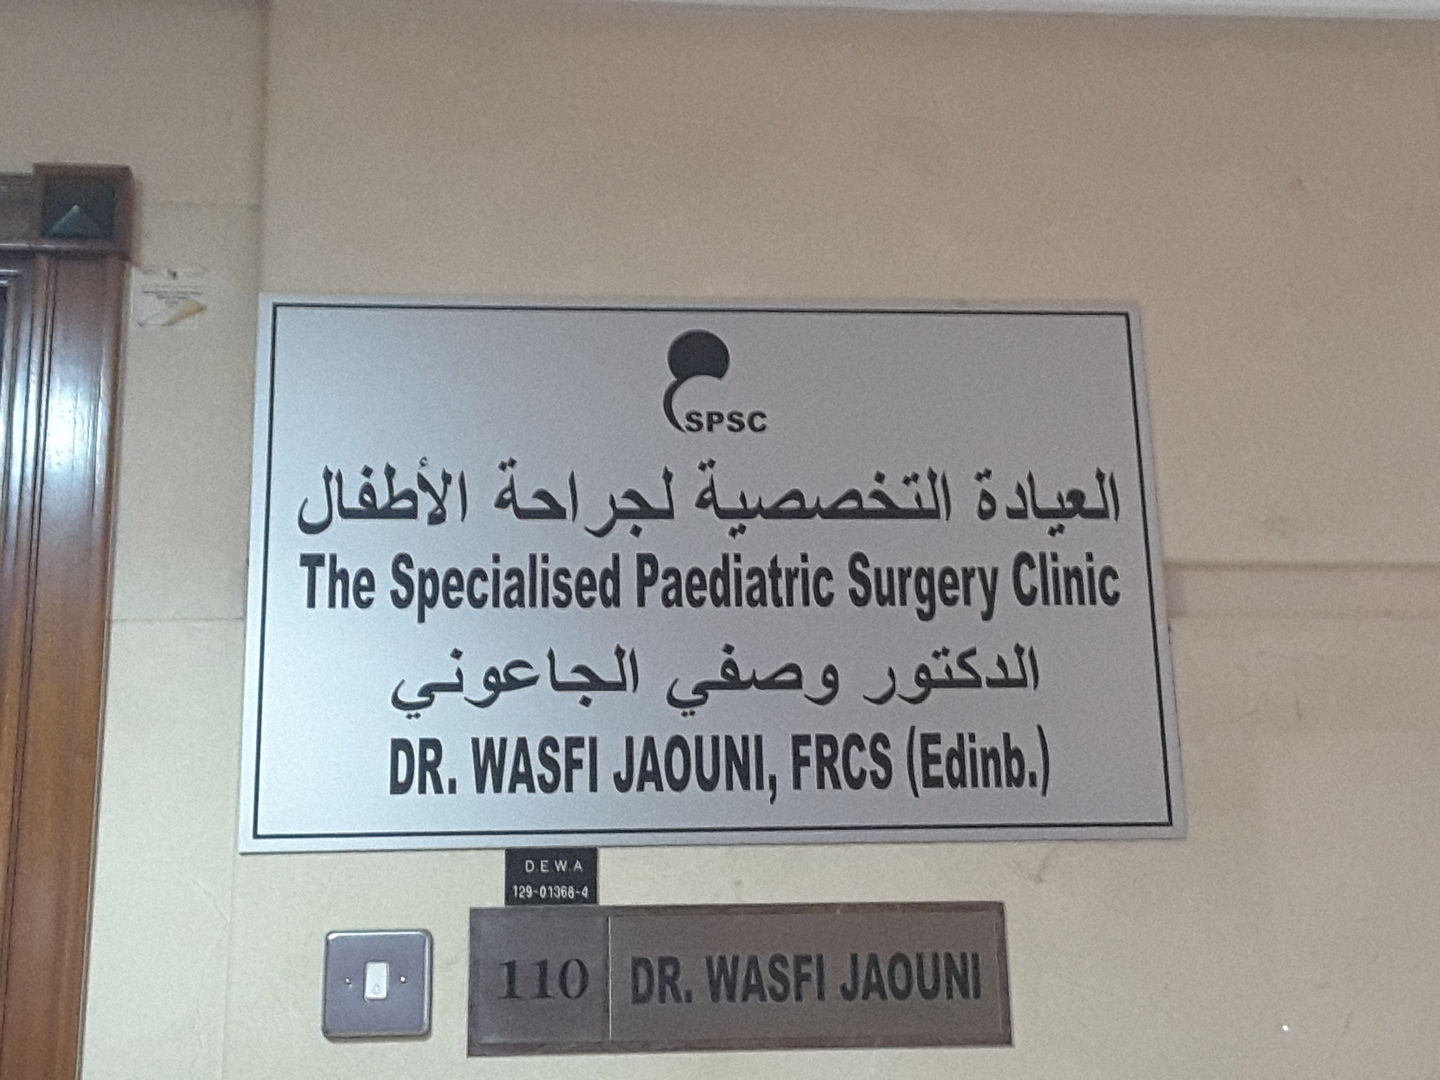 SPSC
العيادة التخصصية لجراحة الأطفال
The Specialised Paediatric Surgery Clinic
الدكتور وصفي الجاعوني
DR. WASFI JAOUNI, FRCS (Edinb.)
D.E.W.A
129-01368-4
110 DR. WASFI JAOUNI